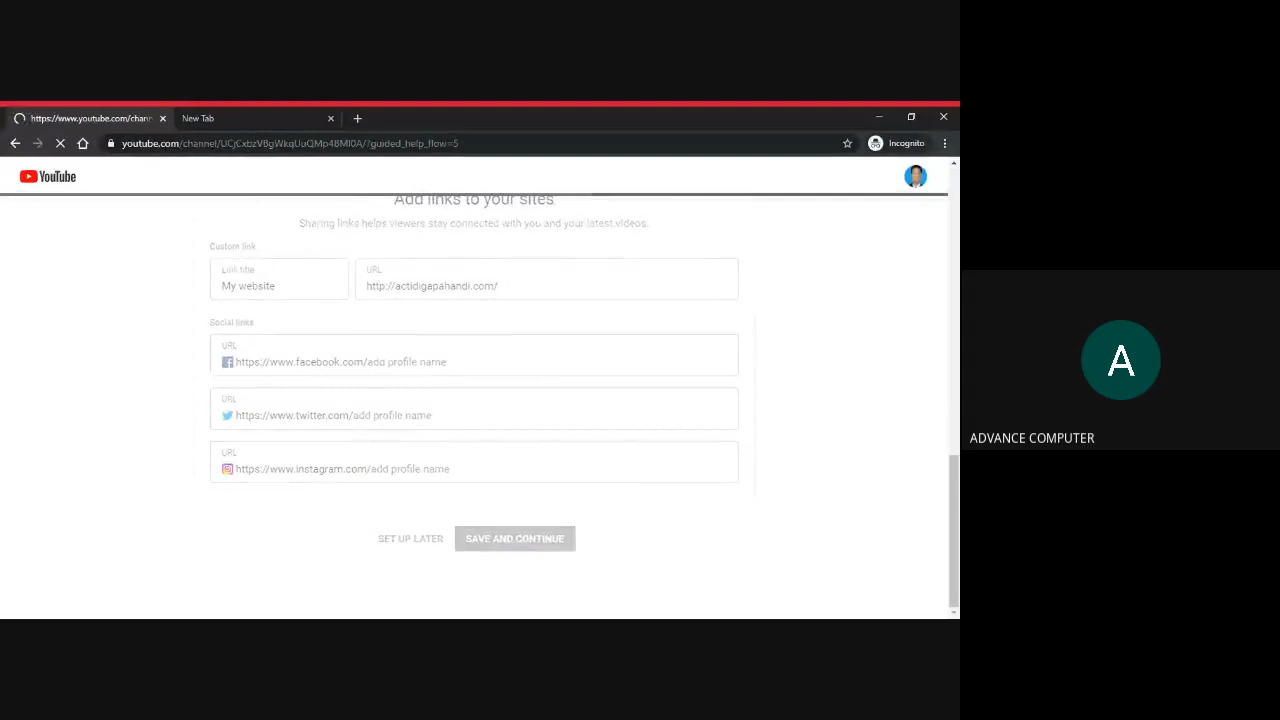 https://www.youtube.com/chann
New Tab
youtube.com/channel/UCjCxbzVBgWkqUuQMp48MI0A/?guided_help_flow=5
Incognito
YouTube
Add links to your sites
Sharing links helps viewers stay connected with you and your latest videos.
Custom link
Link title
URL
My website
http://actidigapahandi.com/
Social links
URL
https://www.facebook.com/add profile name
URL
https://www.twitter.com/add profile name
URL
https://www.instagram.com/add profile name
SET UP LATER
SAVE AND CONTINUE
A
ADVANCE COMPUTER